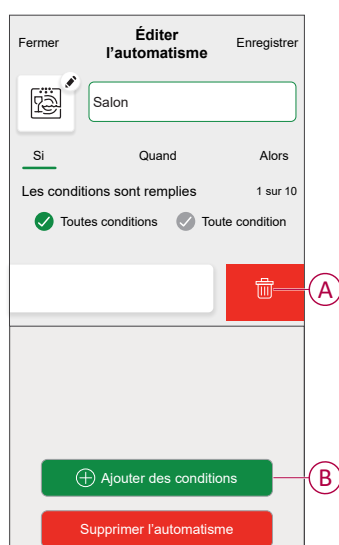 Fermer
Éditer
l'automatisme
Enregistrer
Salon
Si
Quand
Alors
Les conditions sont remplies
1 sur 10
Toutes conditions
Toute condition
A
Ajouter des conditions
B
Supprimer l'automatisme